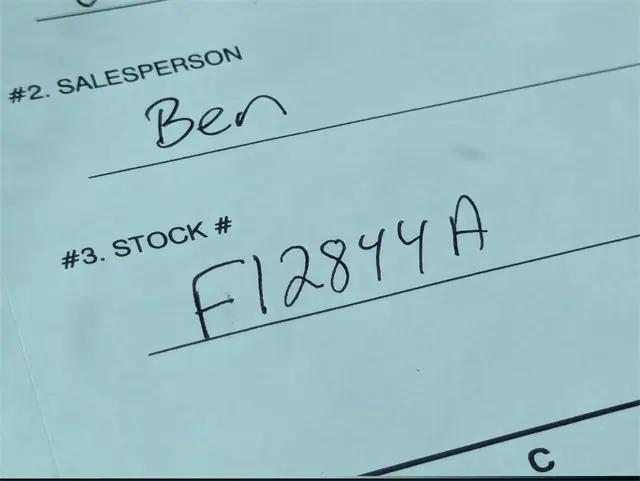 #2. SALESPERSON
Ben
#3. STOCK #
F12844A
C